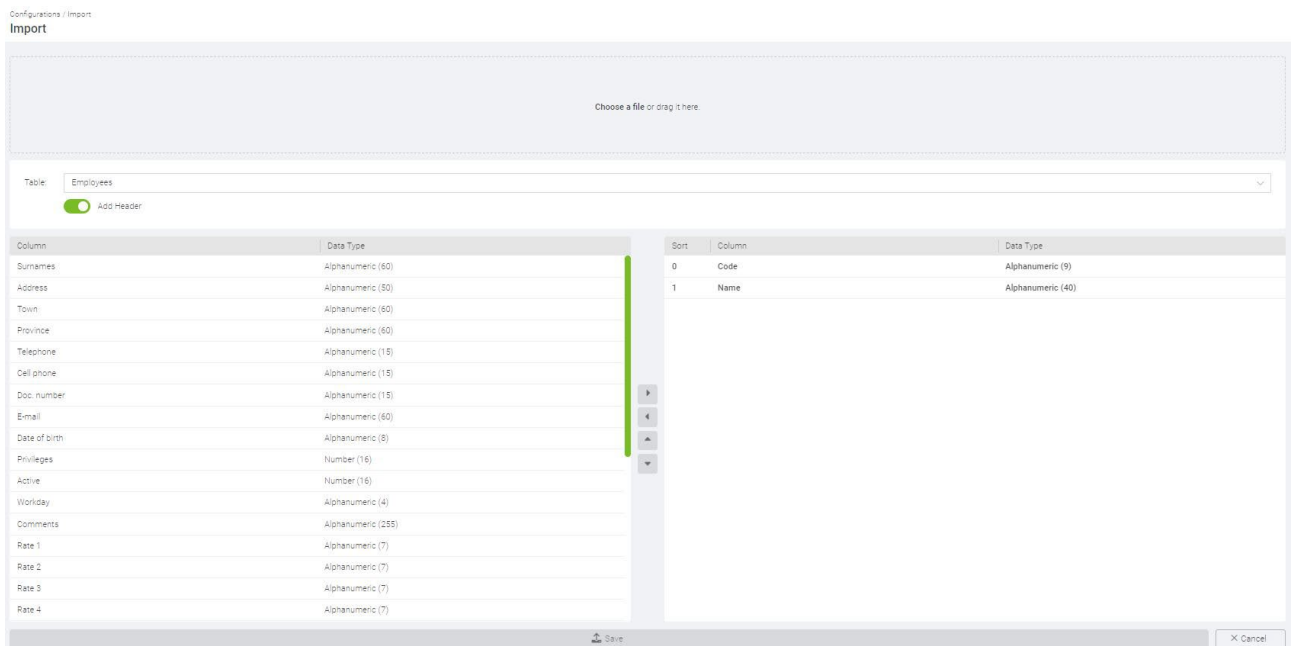 Configurations / Import
Import
Choose a file or drag it here.
Table: Employees
Add Header
Column Data Type
Surnames Alphanumeric (60)
Address Alphanumeric (50)
Town Alphanumeric (60)
Province Alphanumeric (60)
Telephone Alphanumeric (15)
Cell phone Alphanumeric (15)
Doc. number Alphanumeric (15)
E-mail Alphanumeric (60)
Date of birth Alphanumeric (8)
Privileges Number (16)
Active Number (16)
Workday Alphanumeric (4)
Comments Alphanumeric (255)
Rate 1 Alphanumeric (7)
Rate 2 Alphanumeric (7)
Rate 3 Alphanumeric (7)
Rate 4 Alphanumeric (7)
Sort Column Data Type
0 Code Alphanumeric (9)
1 Name Alphanumeric (40)
Save
Cancel